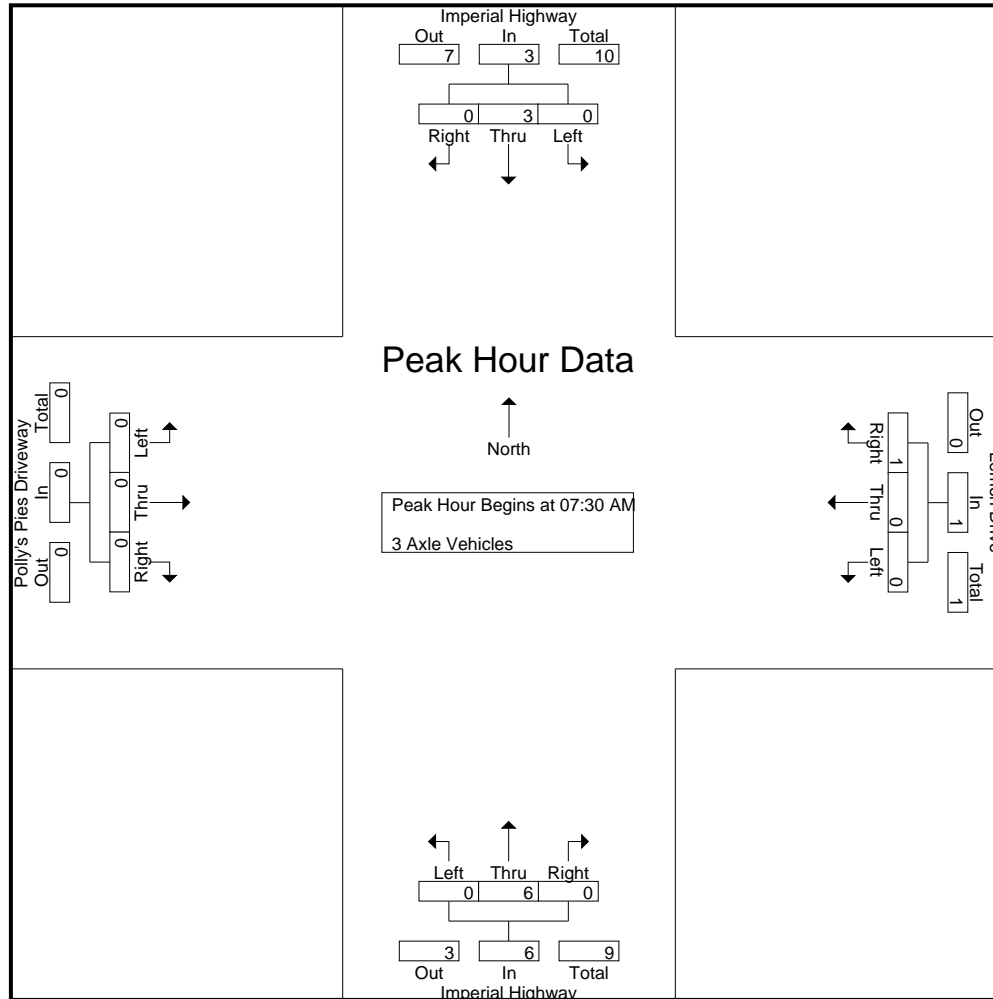 Imperial Highway
Out In Total
7 3 10
0 3 0
Right Thru Left
Peak Hour Data
North
Peak Hour Begins at 07:30 AM
3 Axle Vehicles
Polly's Pies Driveway
Out In Total
0 0 0
Left Thru Right
0 0 0
Out In Total
0 1 1
Right Thru Left
1 0 0
Drive
Left Thru Right
0 6 0
3 6 9
Out In Total
Imperial Highway